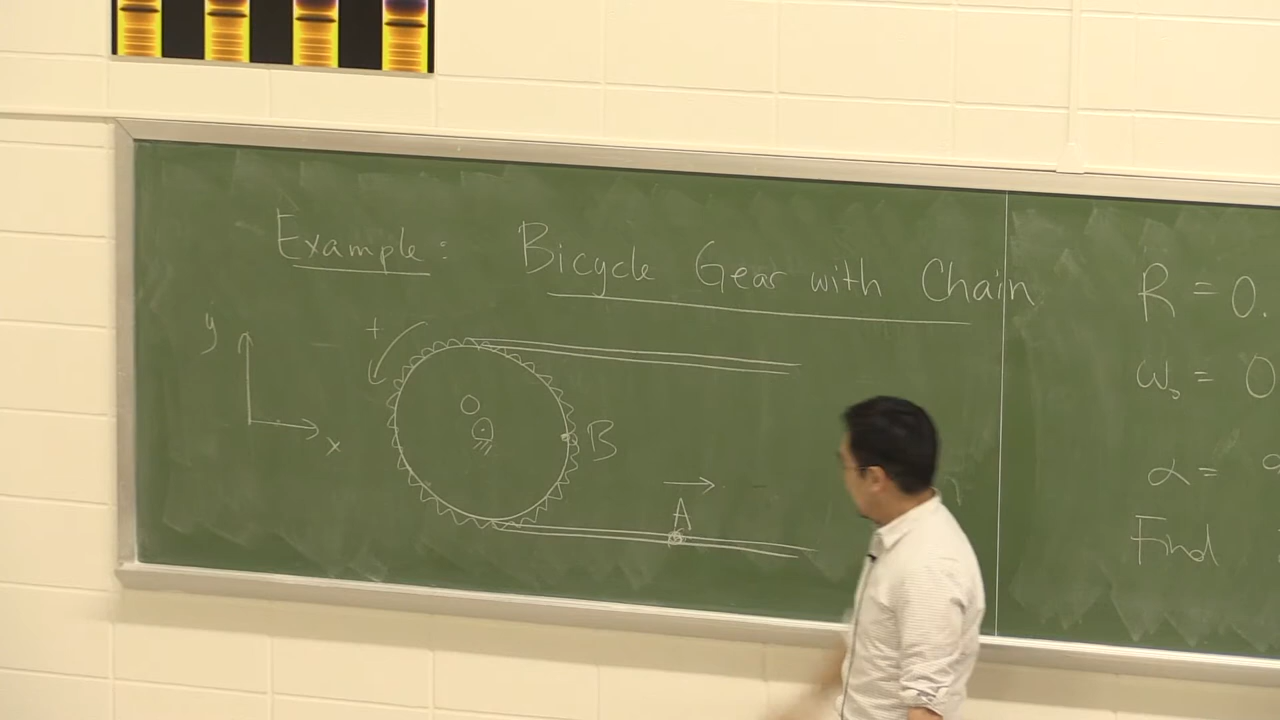 Example: Bicycle Gear with Chain
y
+
x
O
B
A
R = 0.
ω₀ = 0
α =
Find